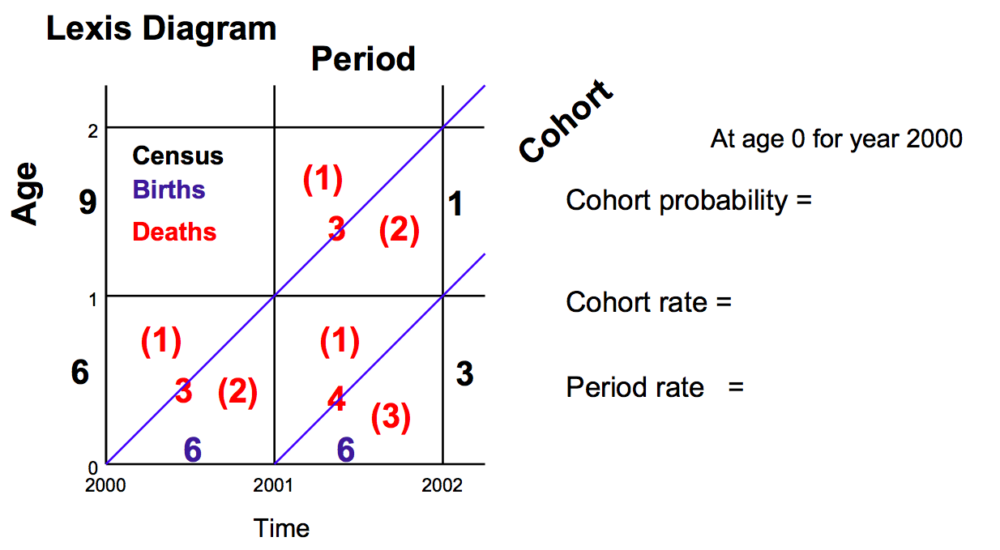 Lexis Diagram
Period
Cohort
At age 0 for year 2000
2
Census
(1)
Births
Cohort probability =
Age
9
1
Deaths
3
(2)
1
Cohort rate =
(1)
(1)
6
3
Period rate =
3
(2)
4
(3)
6
6
0
2000
2001
2002
Time